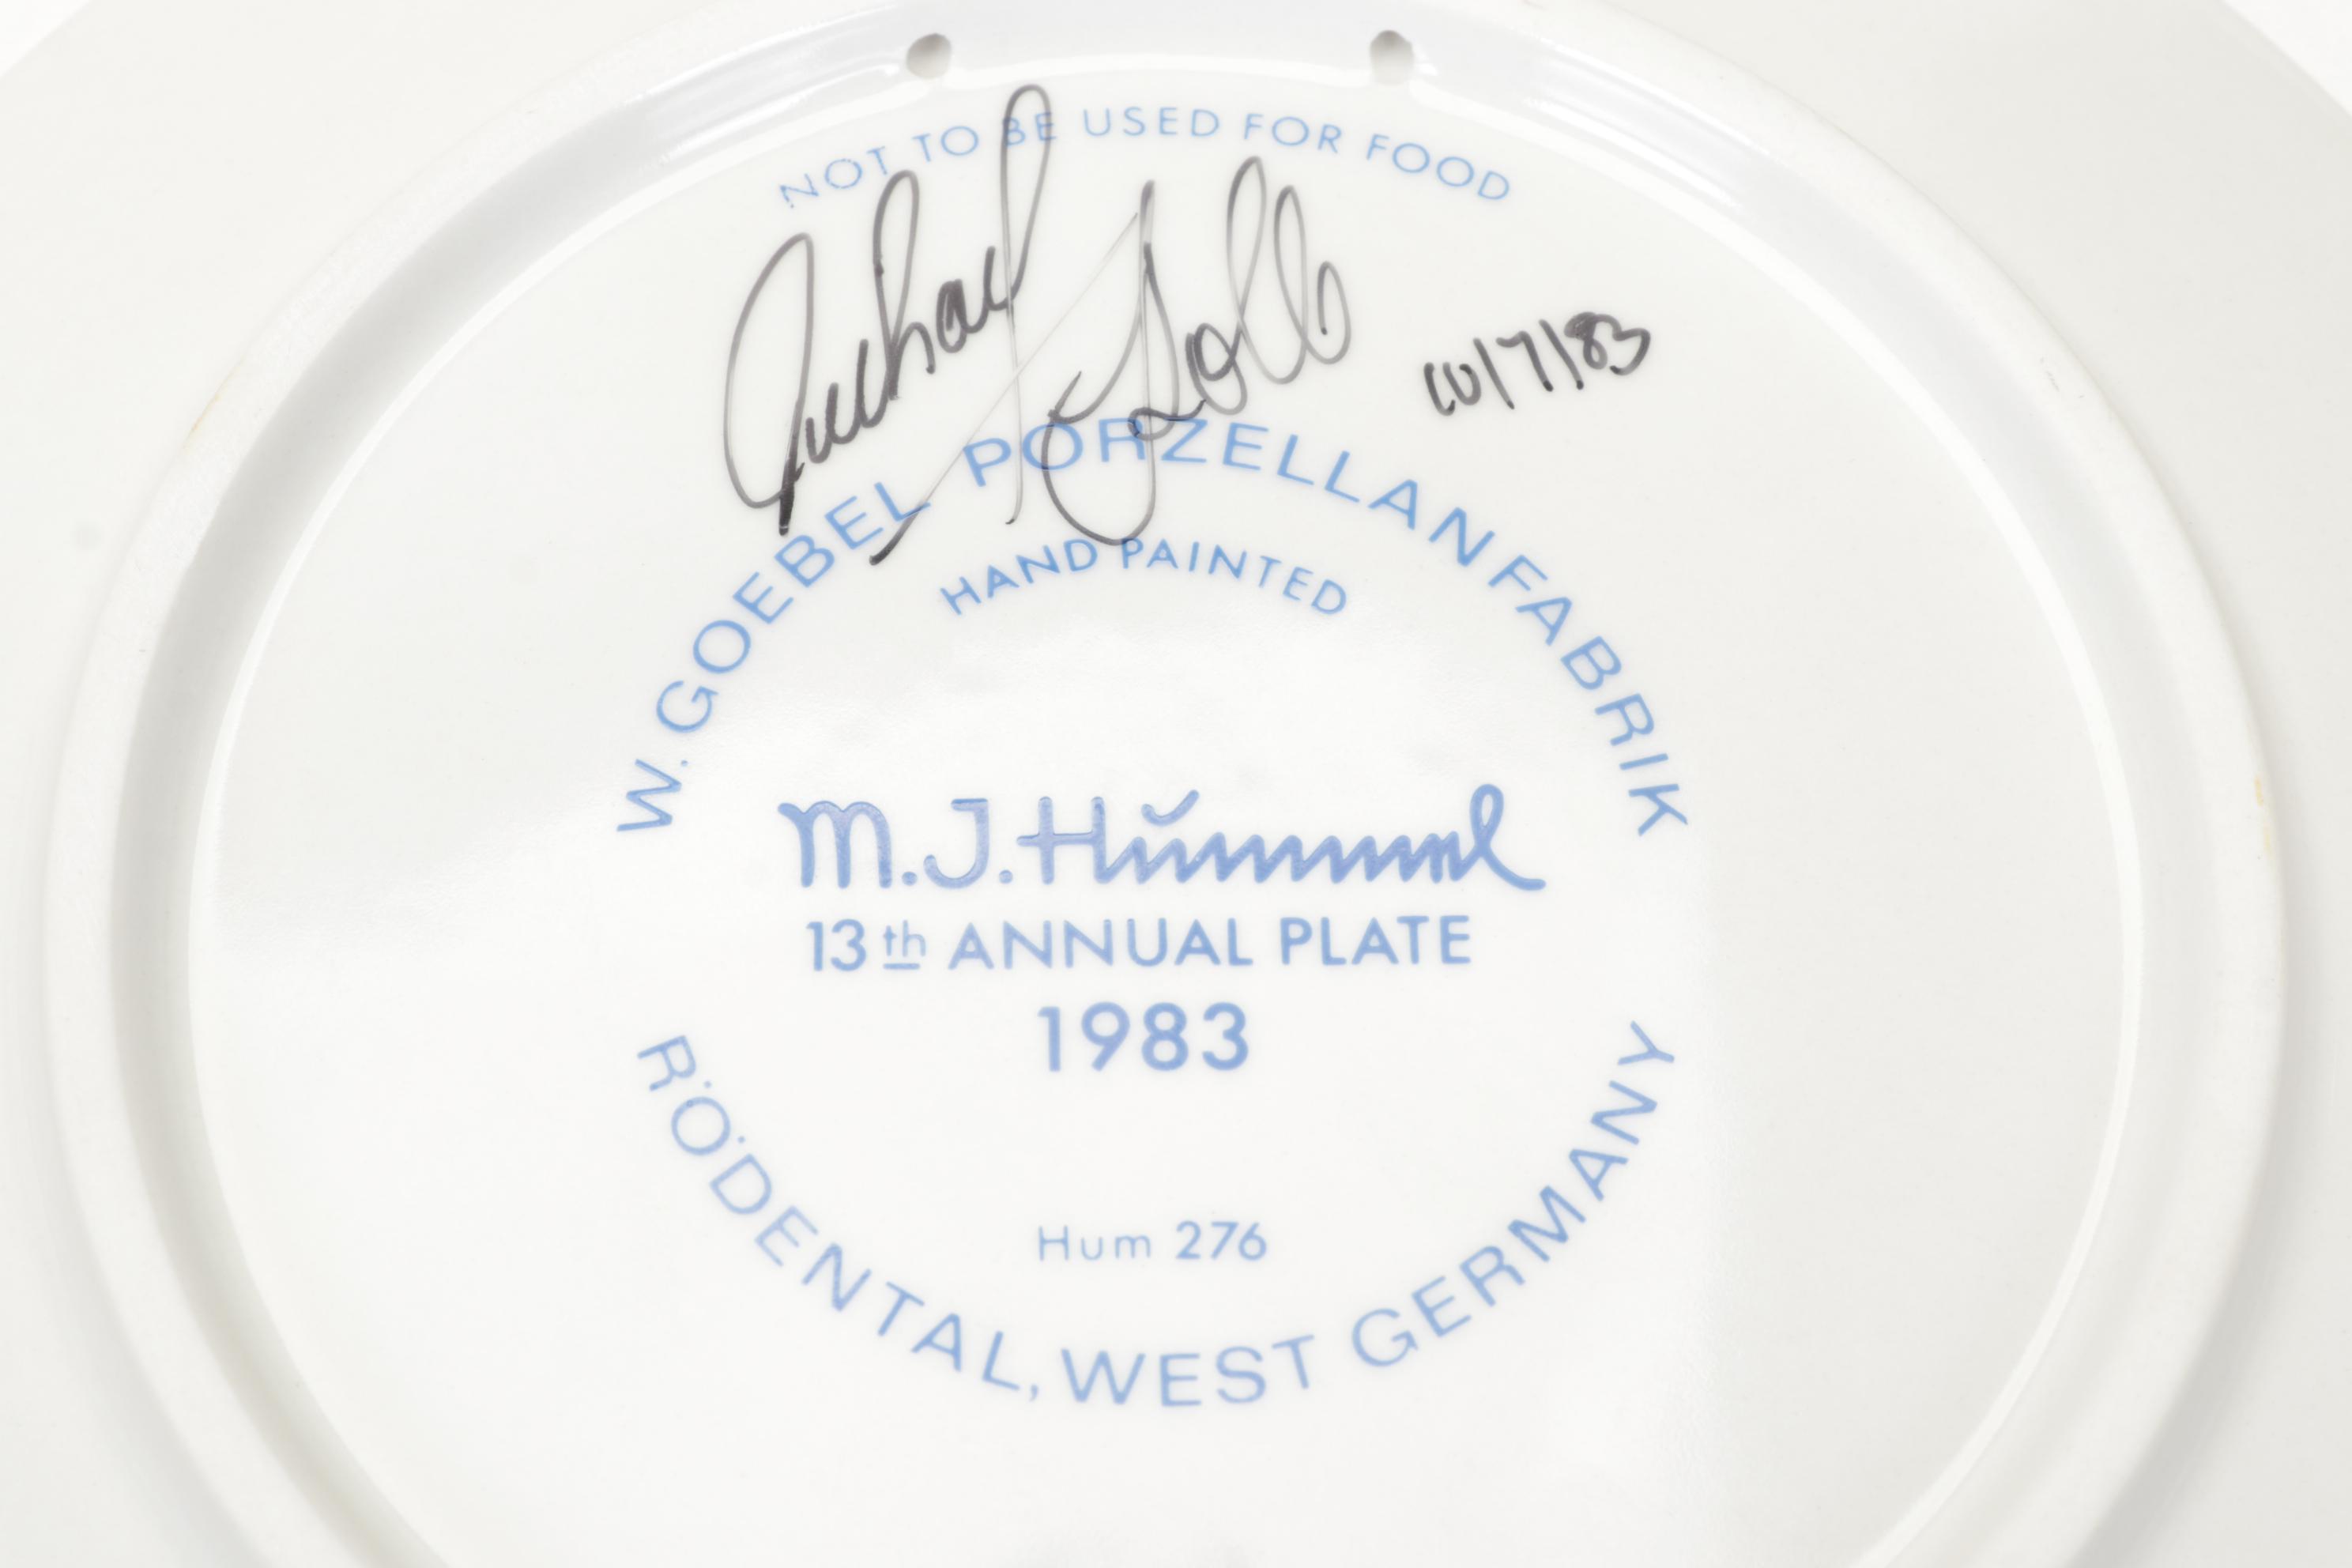 NOT TO BE USED FOR FOOD
10/7/83
W. GOEBEL PORZELLANFABRIK
HAND PAINTED
M.J.Hummel
13th ANNUAL PLATE
1983
Hum 276
RÖDENTAL, WEST GERMANY